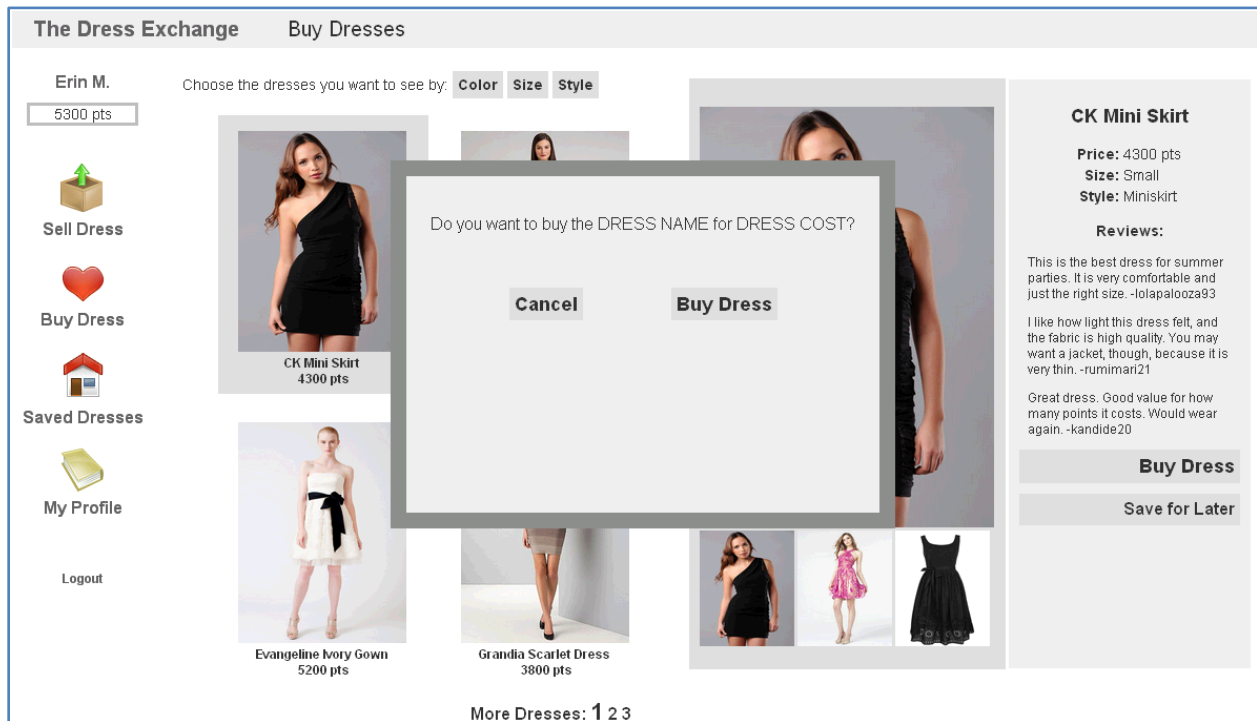 The Dress Exchange
Buy Dresses
Erin M.
5300 pts
Sell Dress
Buy Dress
Saved Dresses
My Profile
Logout
Choose the dresses you want to see by: Color Size Style
CK Mini Skirt
4300 pts
Evangeline Ivory Gown
5200 pts
Grandia Scarlet Dress
3800 pts
More Dresses: 1 2 3
Do you want to buy the DRESS NAME for DRESS COST?
Cancel
Buy Dress
CK Mini Skirt
Price: 4300 pts
Size: Small
Style: Miniskirt
Reviews:
This is the best dress for summer
parties. It is very comfortable and
just the right size. -lolapalooza93
I like how light this dress felt, and
the fabric is high quality. You may
want a jacket, though, because it is
very thin. -rumimari21
Great dress. Good value for how
many points it costs. Would wear
again. -kandide20
Buy Dress
Save for Later